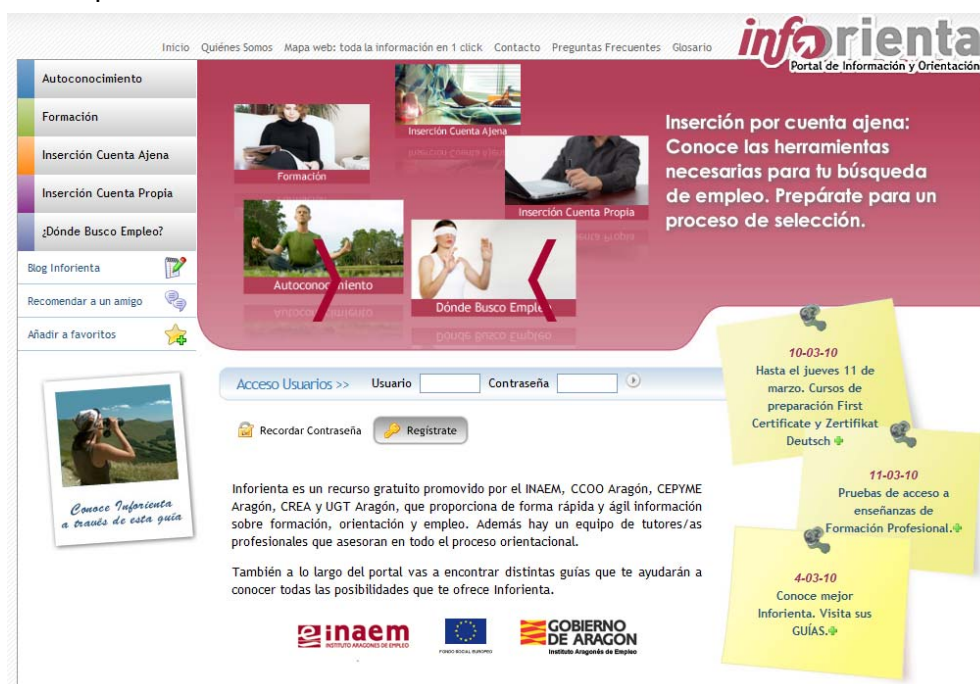 Inicio Quiénes Somos Mapa web: toda la información en 1 click Contacto Preguntas Frecuentes Glosario
inforienta
Portal de Información y Orientación
Autoconocimiento
Formación
Inserción Cuenta Ajena
Inserción Cuenta Propia
¿Dónde Busco Empleo?
Blog Inforienta
Recomendar a un amigo
Añadir a favoritos
Inserción Cuenta Ajena
Formación
Inserción Cuenta Propia
Autoconocimiento
Dónde Busco Empleo
Inserción por cuenta ajena:
Conoce las herramientas
necesarias para tu búsqueda
de empleo. Prepárate para un
proceso de selección.
Conoce Inforienta
a través de esta guía
Acceso Usuarios >> Usuario Contraseña
Recordar Contraseña Regístrate
Inforienta es un recurso gratuito promovido por el INAEM, CCOO Aragón, CEPYME
Aragón, CREA y UGT Aragón, que proporciona de forma rápida y ágil información
sobre formación, orientación y empleo. Además hay un equipo de tutores/as
profesionales que asesoran en todo el proceso orientacional.
También a lo largo del portal vas a encontrar distintas guías que te ayudarán a
conocer todas las posibilidades que te ofrece Inforienta.
inaem
INSTITUTO ARAGONÉS DE EMPLEO
FONDO SOCIAL EUROPEO
GOBIERNO
DE ARAGON
Instituto Aragonés de Empleo
10-03-10
Hasta el jueves 11 de
marzo. Cursos de
preparación First
Certificate y Zertifikat
Deutsch
11-03-10
Pruebas de acceso a
enseñanzas de
Formación Profesional.
4-03-10
Conoce mejor
Inforienta. Visita sus
GUÍAS.